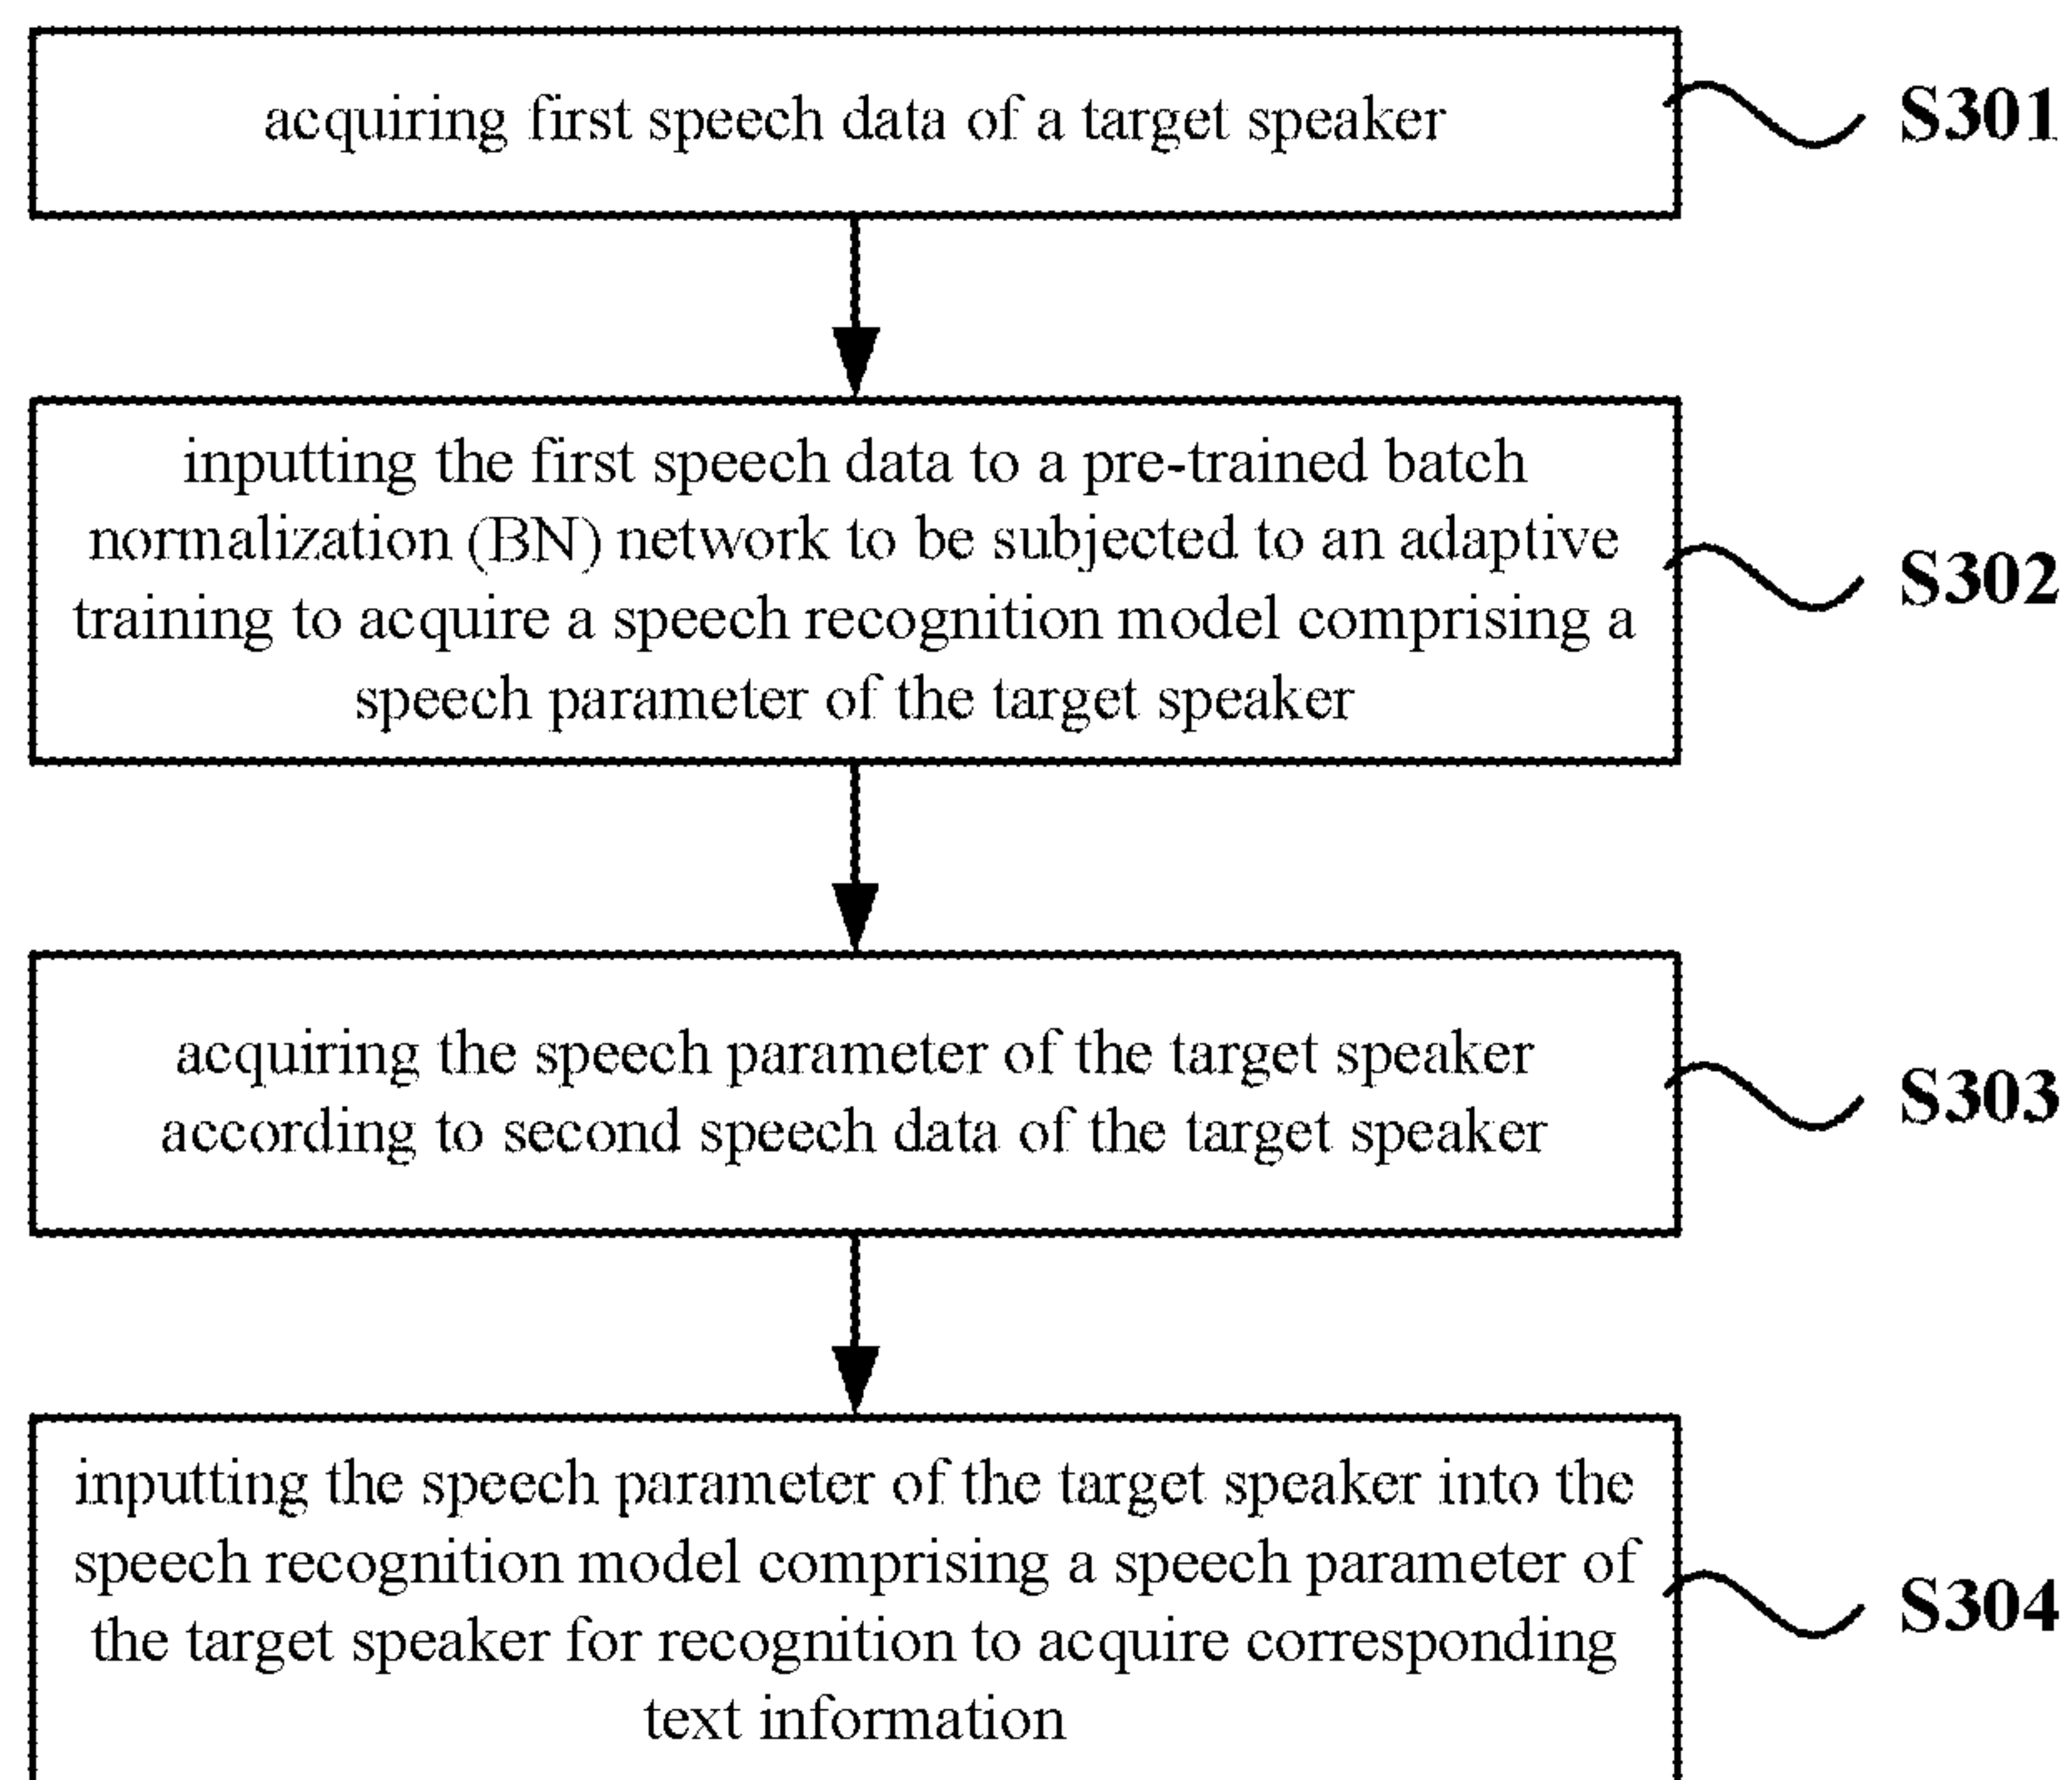 acquiring first speech data of a target speaker
S301
inputting the first speech data to a pre-trained batch
normalization (BN) network to be subjected to an adaptive
training to acquire a speech recognition model comprising a
speech parameter of the target speaker
S302
acquiring the speech parameter of the target speaker
according to second speech data of the target speaker
S303
inputting the speech parameter of the target speaker into the
speech recognition model comprising a speech parameter of
the target speaker for recognition to acquire corresponding
text information
S304